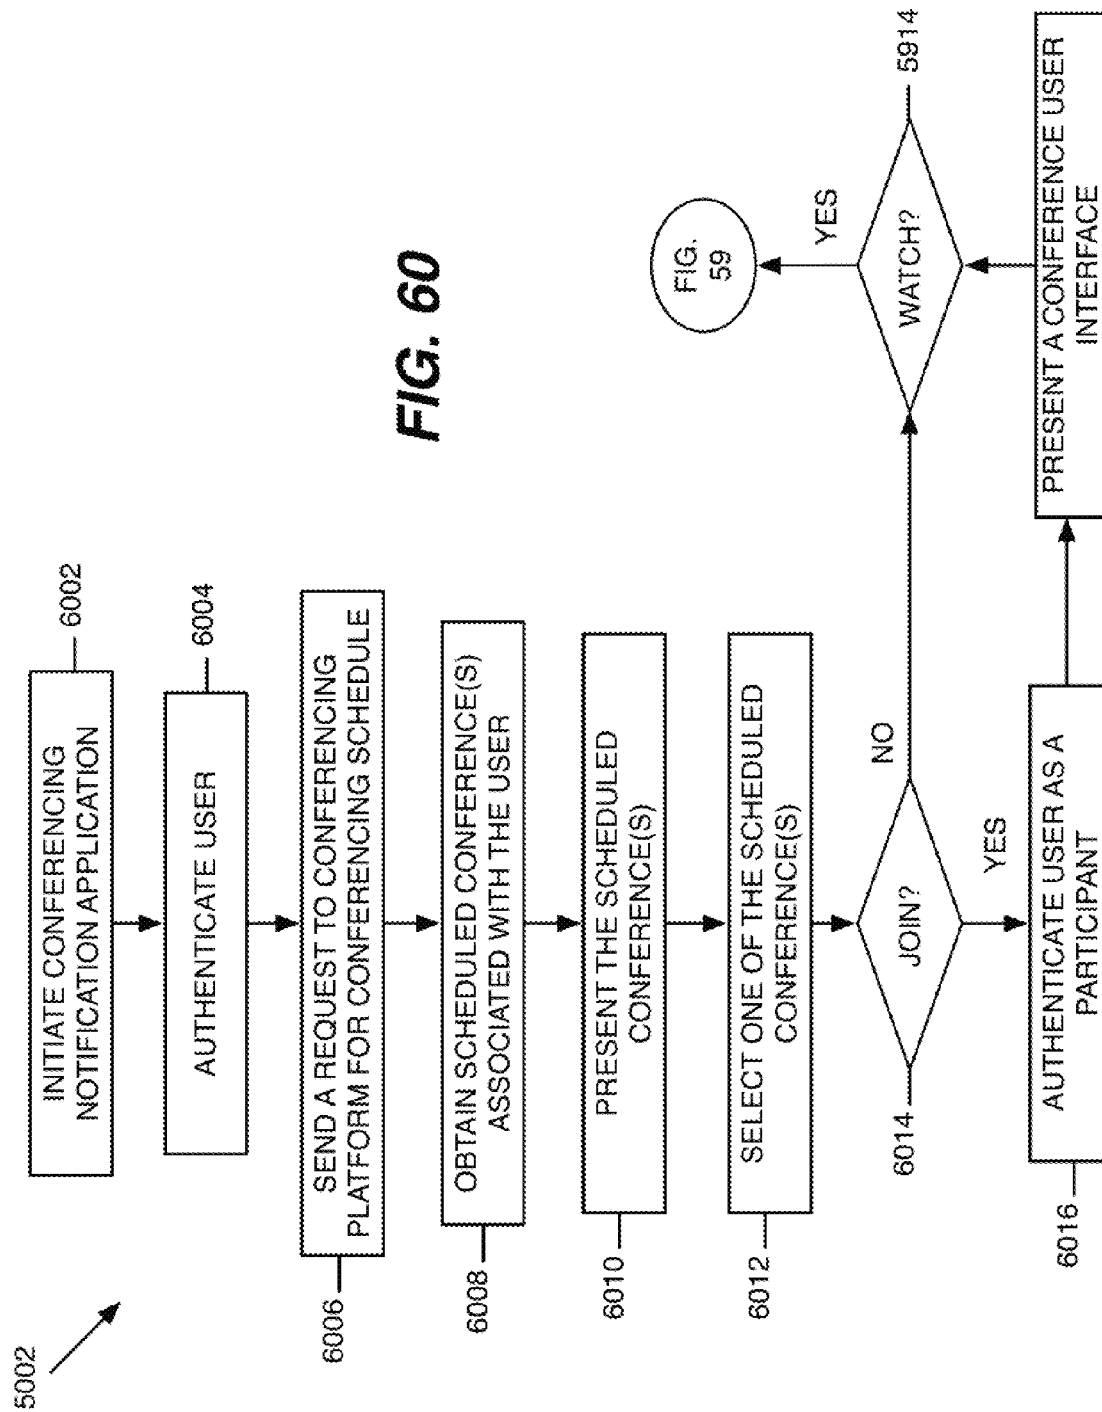 5002
INITIATE CONFERENCING
NOTIFICATION APPLICATION
6002
AUTHENTICATE USER
6004
SEND A REQUEST TO CONFERENCING
PLATFORM FOR CONFERENCING SCHEDULE
6006
OBTAIN SCHEDULED CONFERENCE(S)
ASSOCIATED WITH THE USER
6008
PRESENT THE SCHEDULED
CONFERENCE(S)
6010
SELECT ONE OF THE SCHEDULED
CONFERENCE(S)
6012
JOIN?
6014
NO
YES
AUTHENTICATE USER AS A
PARTICIPANT
6016
PRESENT A CONFERENCE USER
INTERFACE
WATCH?
5914
YES
FIG.
59
FIG. 60